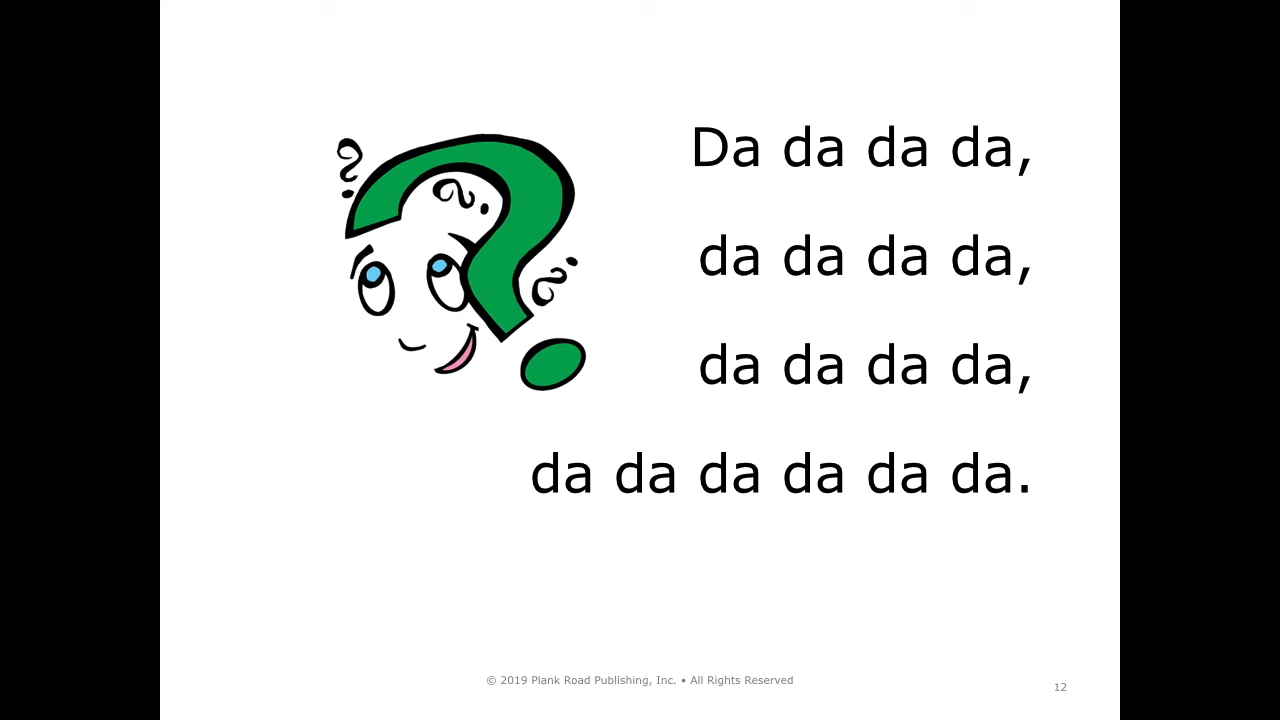 Da da da da,
da da da da,
da da da da,
da da da da da da.
© 2019 Plank Road Publishing, Inc. • All Rights Reserved
12